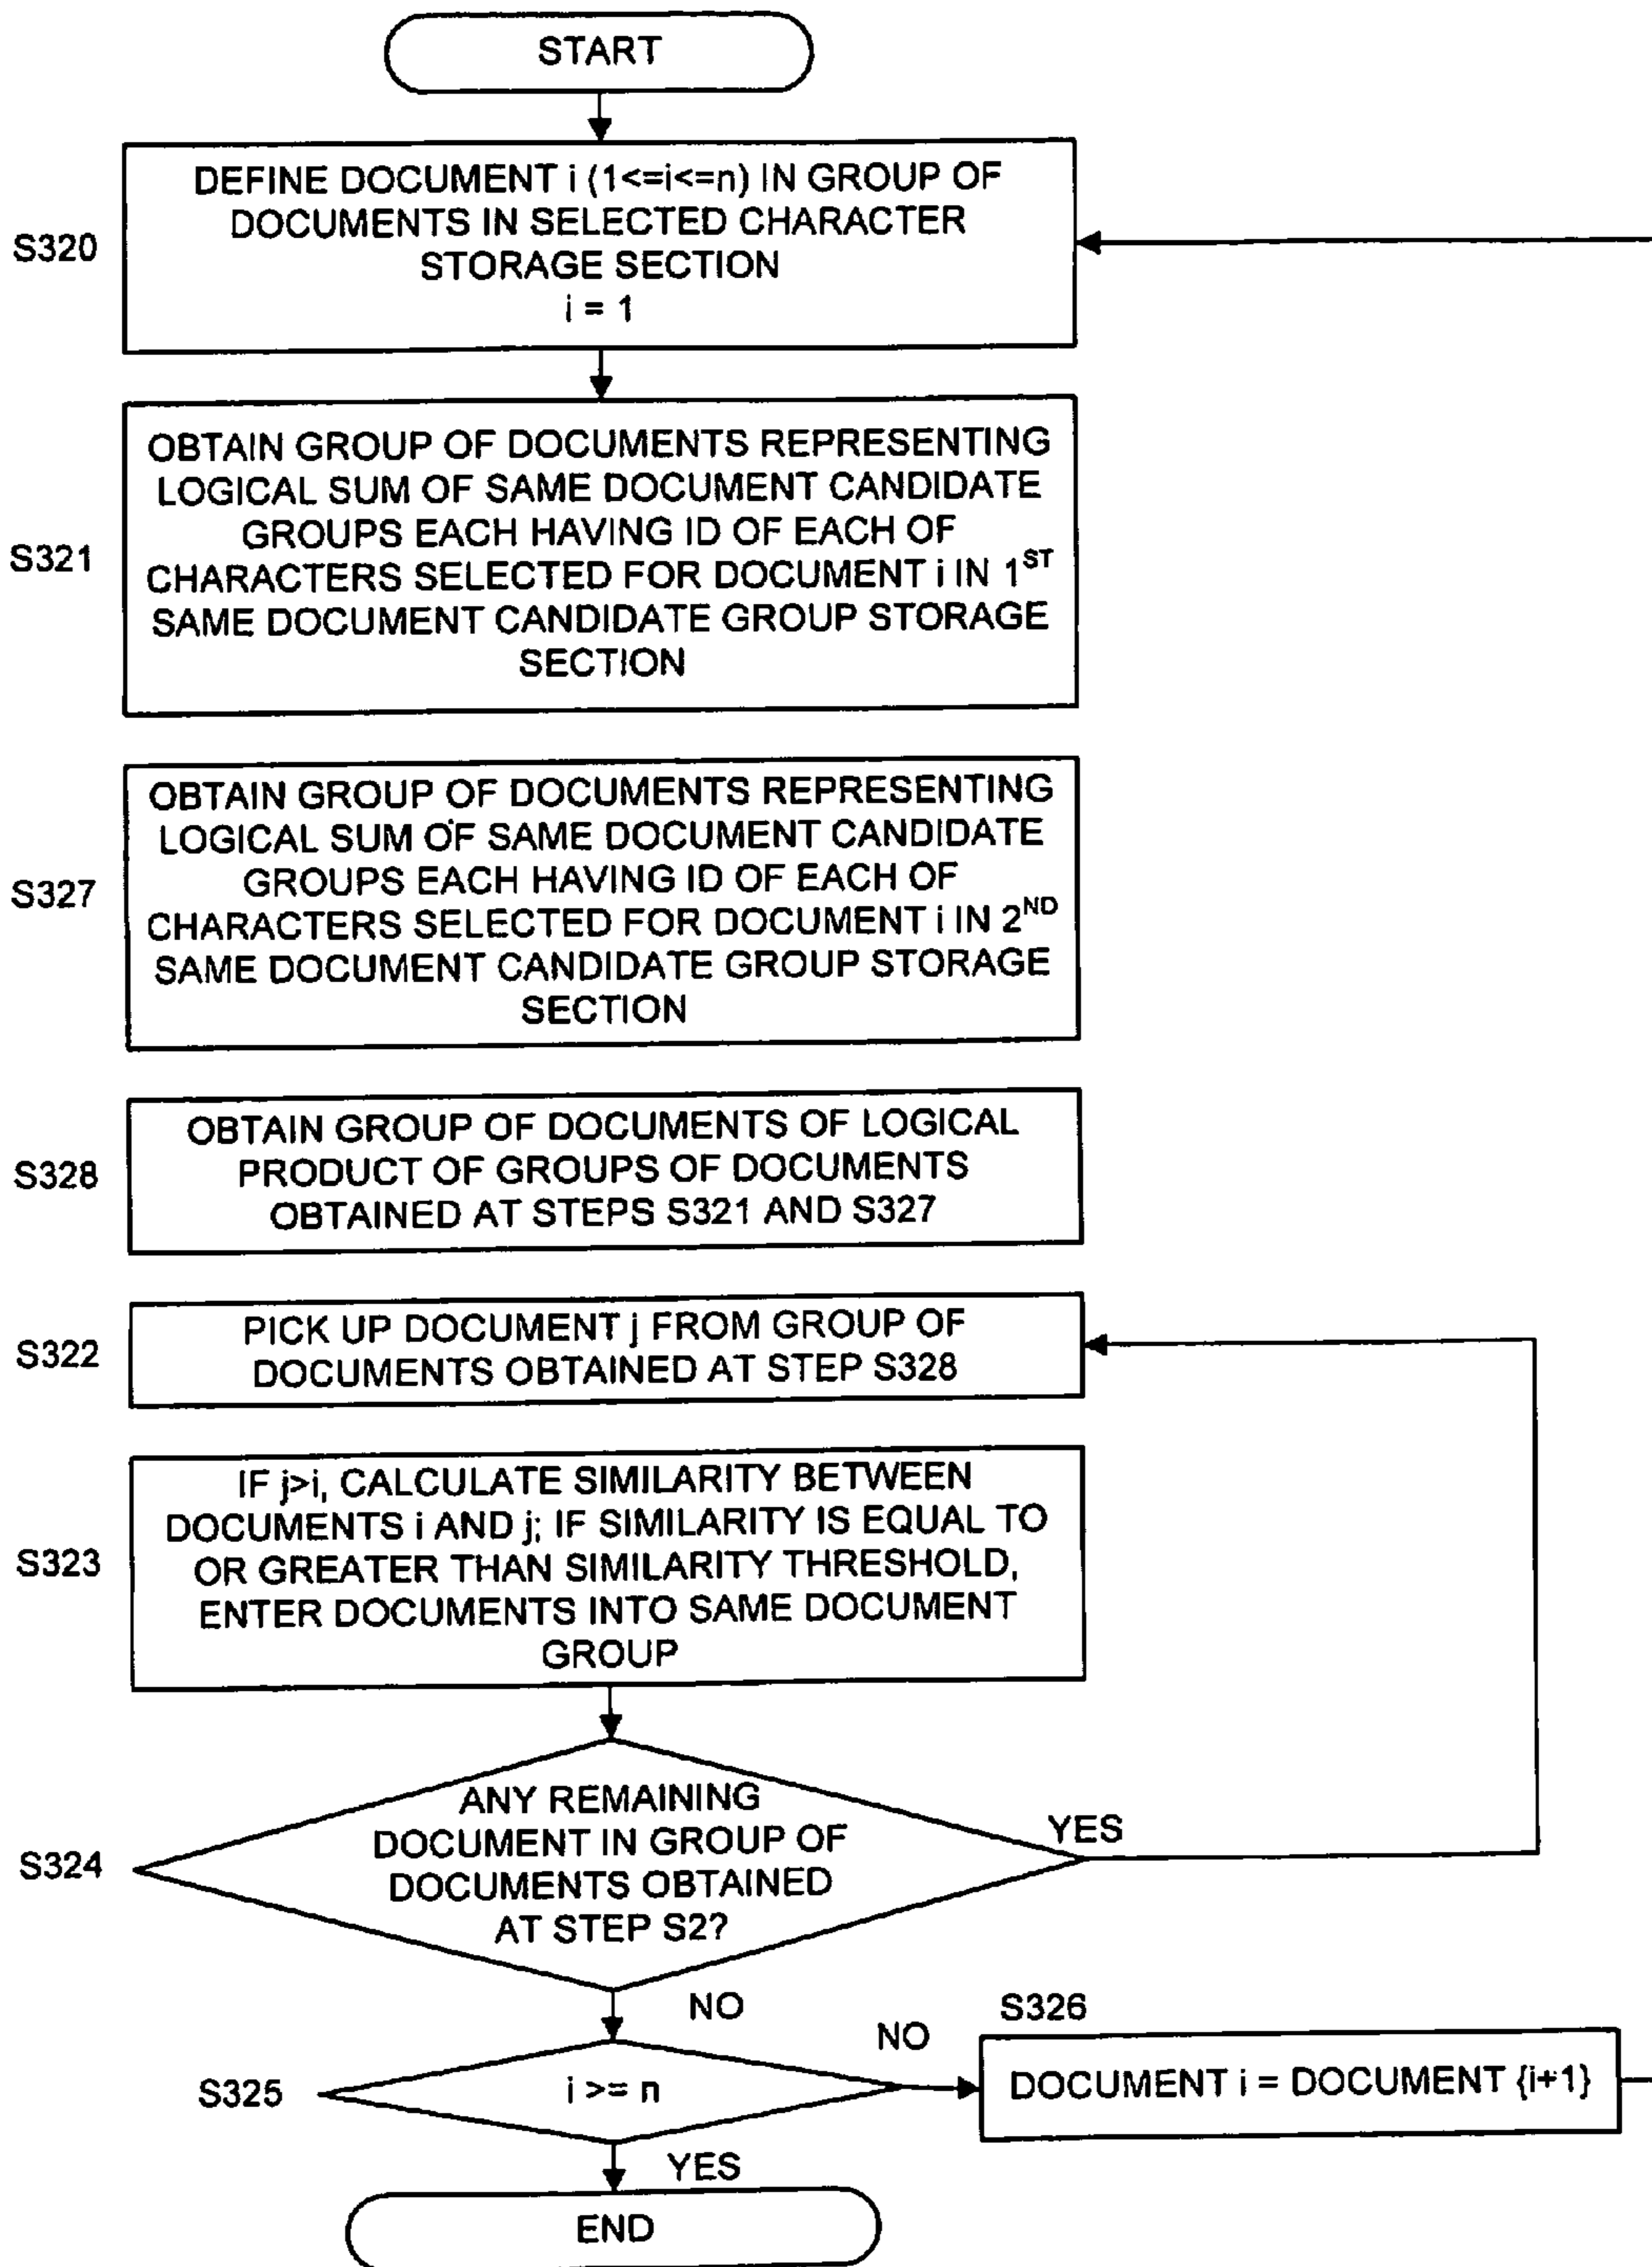 START
S320
DEFINE DOCUMENT i (1<=i<=n) IN GROUP OF
DOCUMENTS IN SELECTED CHARACTER
STORAGE SECTION
i = 1
S321
OBTAIN GROUP OF DOCUMENTS REPRESENTING
LOGICAL SUM OF SAME DOCUMENT CANDIDATE
GROUPS EACH HAVING ID OF EACH OF
CHARACTERS SELECTED FOR DOCUMENT i IN 1ST
SAME DOCUMENT CANDIDATE GROUP STORAGE
SECTION
S327
OBTAIN GROUP OF DOCUMENTS REPRESENTING
LOGICAL SUM OF SAME DOCUMENT CANDIDATE
GROUPS EACH HAVING ID OF EACH OF
CHARACTERS SELECTED FOR DOCUMENT i IN 2ND
SAME DOCUMENT CANDIDATE GROUP STORAGE
SECTION
S328
OBTAIN GROUP OF DOCUMENTS OF LOGICAL
PRODUCT OF GROUPS OF DOCUMENTS
OBTAINED AT STEPS S321 AND S327
S322
PICK UP DOCUMENT j FROM GROUP OF
DOCUMENTS OBTAINED AT STEP S328
S323
IF j>i, CALCULATE SIMILARITY BETWEEN
DOCUMENTS i AND j; IF SIMILARITY IS EQUAL TO
OR GREATER THAN SIMILARITY THRESHOLD,
ENTER DOCUMENTS INTO SAME DOCUMENT
GROUP
S324
ANY REMAINING
DOCUMENT IN GROUP OF
DOCUMENTS OBTAINED
AT STEP S2?
YES
NO
S325
i >= n
NO
S326
DOCUMENT i = DOCUMENT {i+1}
YES
END